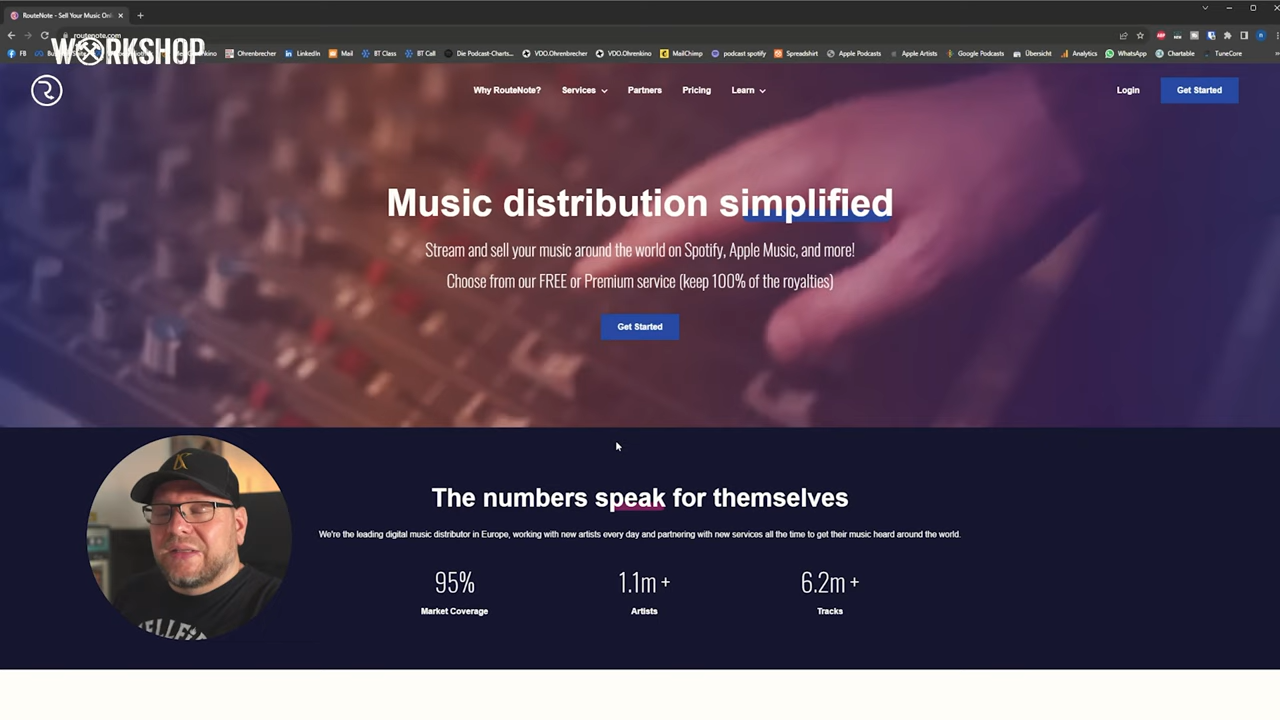 RouteNote - Sell Your Music Onl
routenote.com
WORKSHOP
FB
Ohrenbrecher
LinkedIn
Mail
BT Class
BT Call
Die Podcast-Charts...
VDO.Ohrenbrecher
VDO.Ohrenkino
MailChimp
podcast spotify
Spreadshirt
Apple Podcasts
Apple Artists
Google Podcasts
Übersicht
Analytics
WhatsApp
Chartable
TuneCore
Why RouteNote?
Services
Partners
Pricing
Learn
Login
Get Started
Music distribution simplified
Stream and sell your music around the world on Spotify, Apple Music, and more!
Choose from our FREE or Premium service (keep 100% of the royalties)
Get Started
The numbers speak for themselves
We're the leading digital music distributor in Europe, working with new artists every day and partnering with new services all the time to get their music heard around the world.
95%
1.1m +
6.2m +
Market Coverage
Artists
Tracks